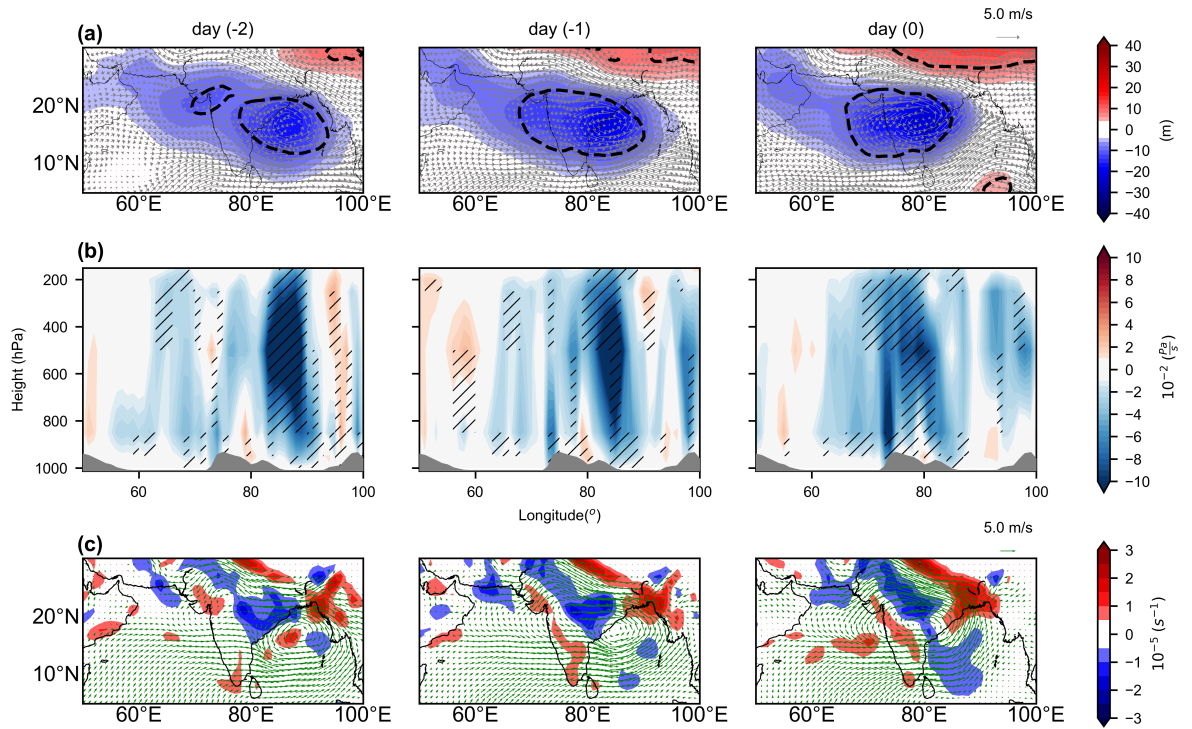 5.0 m/s
(a) day (-2) day (-1) day (0)
20°N
10°N
60°E 80°E 100°E 60°E 80°E 100°E 60°E 80°E 100°E
40
30
20
10
0
−10
−20
−30
−40
(m)
(b)
Height (hPa)
200
400
600
800
1000
60 80 100 60 80 100 60 80 100
Longitude(°)
10
8
6
4
2
0
−2
−4
−6
−8
−10
10⁻² (Pa/s)
5.0 m/s
(c)
20°N
10°N
60°E 80°E 100°E 60°E 80°E 100°E 60°E 80°E 100°E
3
2
1
0
−1
−2
−3
10⁻⁵ (s⁻¹)